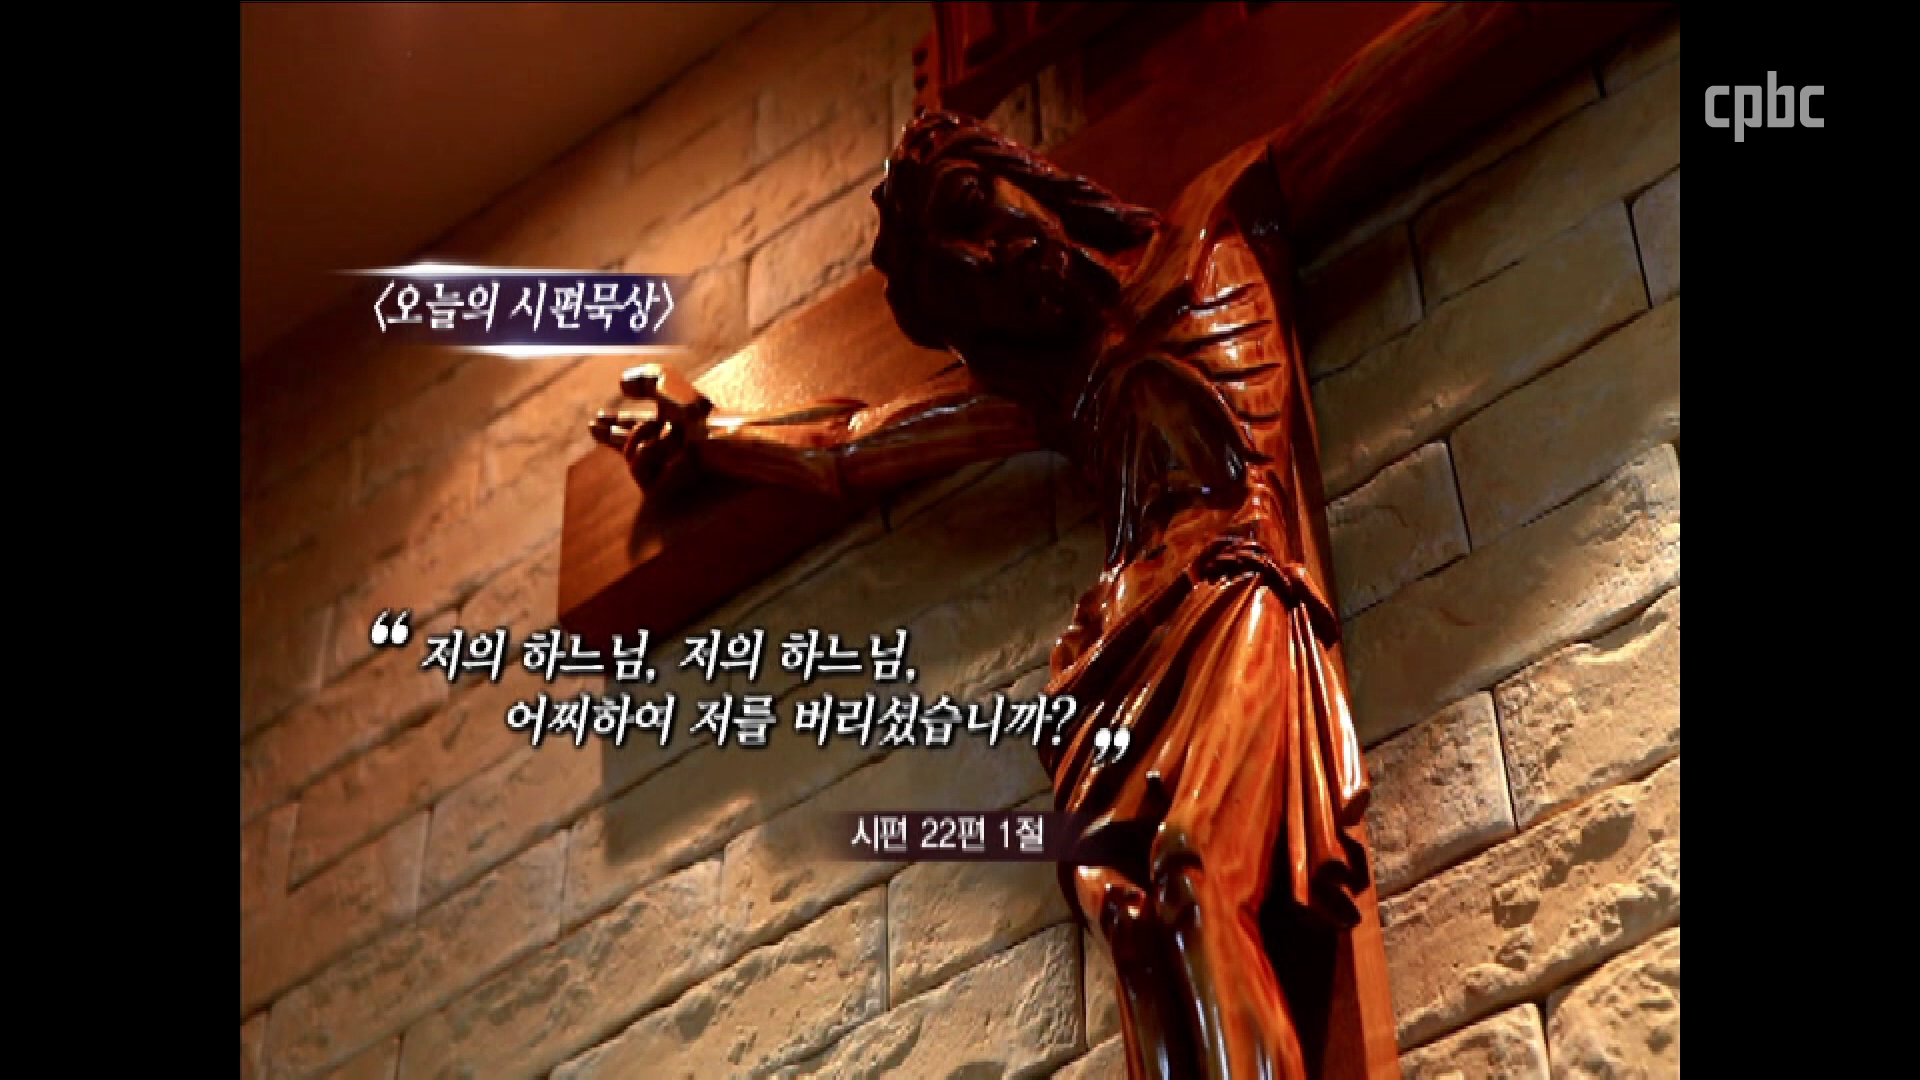 cpbc
<오늘의 시편묵상>
“저의 하느님, 저의 하느님,
어찌하여 저를 버리셨습니까?”
시편 22편 1절